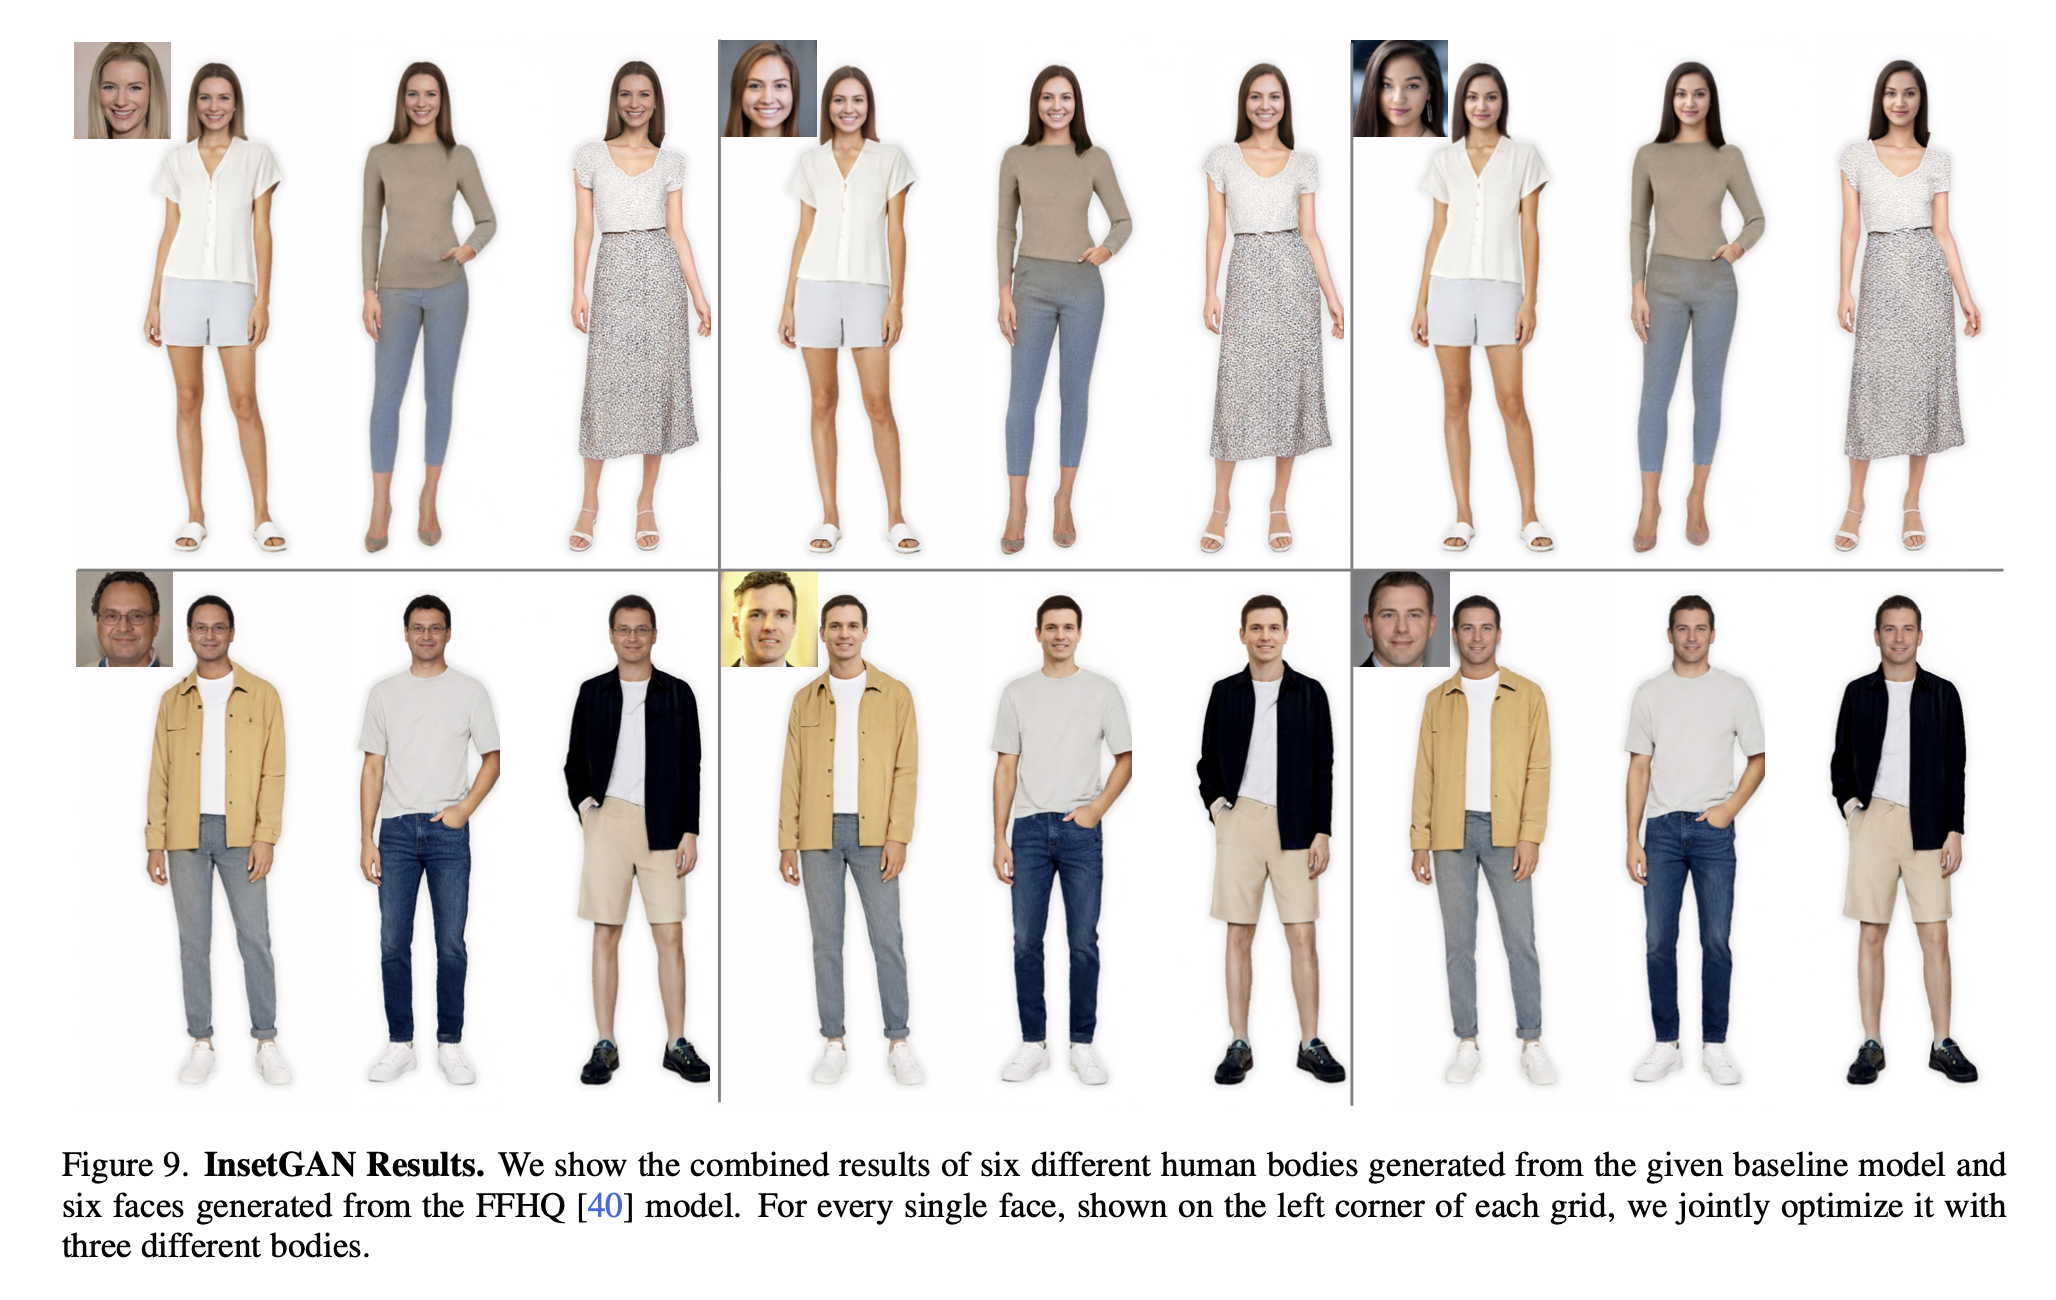 Figure 9. InsetGAN Results. We show the combined results of six different human bodies generated from the given baseline model and
six faces generated from the FFHQ [40] model. For every single face, shown on the left corner of each grid, we jointly optimize it with
three different bodies.